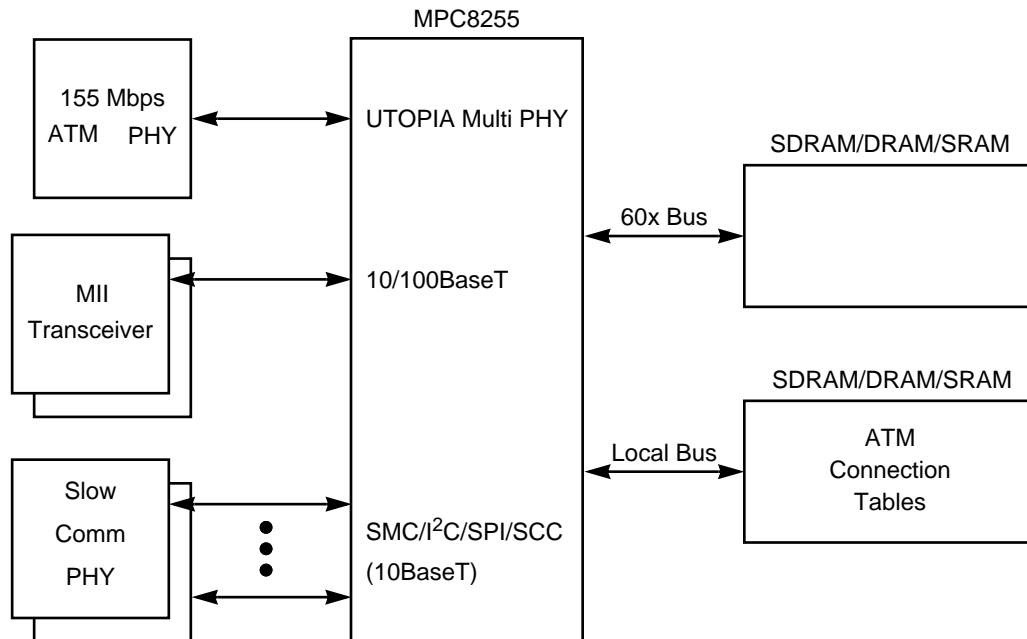 MPC8255
155 Mbps
ATM PHY
UTOPIA Multi PHY
SDRAM/DRAM/SRAM
60x Bus
MII
Transceiver
10/100BaseT
SDRAM/DRAM/SRAM
Local Bus
ATM
Connection
Tables
Slow
Comm
PHY
SMC/I²C/SPI/SCC
(10BaseT)